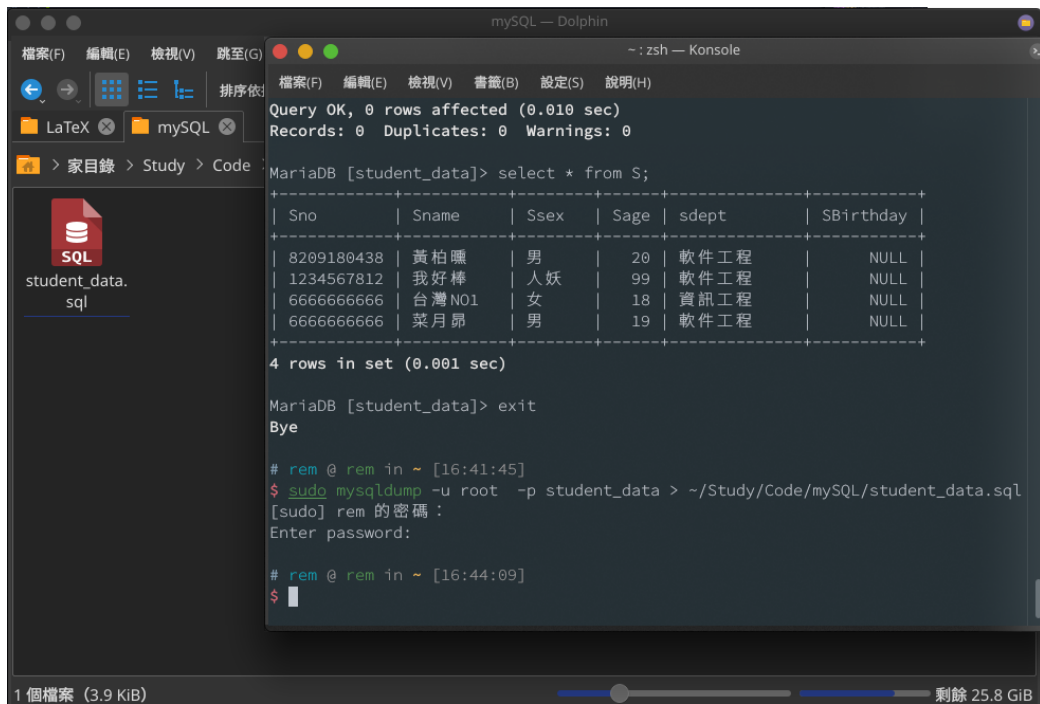 mySQL — Dolphin
檔案(F) 編輯(E) 檢視(V) 跳至(G)
排序依
LaTeX mySQL
> 家目錄 > Study > Code
SQL
student_data.
sql
1 個檔案 (3.9 KiB)
剩餘 25.8 GiB
~ : zsh — Konsole
檔案(F) 編輯(E) 檢視(V) 書籤(B) 設定(S) 說明(H)
Query OK, 0 rows affected (0.010 sec)
Records: 0 Duplicates: 0 Warnings: 0
MariaDB [student_data]> select * from S;
+------------+-----------+--------+------+--------------+-----------+
| Sno | Sname | Ssex | Sage | sdept | SBirthday |
+------------+-----------+--------+------+--------------+-----------+
| 8209180438 | 黃柏曛 | 男 | 20 | 軟件工程 | NULL |
| 1234567812 | 我好棒 | 人妖 | 99 | 軟件工程 | NULL |
| 6666666666 | 台灣NO1 | 女 | 18 | 資訊工程 | NULL |
| 6666666666 | 菜月昴 | 男 | 19 | 軟件工程 | NULL |
+------------+-----------+--------+------+--------------+-----------+
4 rows in set (0.001 sec)
MariaDB [student_data]> exit
Bye
# rem @ rem in ~ [16:41:45]
$ sudo mysqldump -u root -p student_data > ~/Study/Code/mySQL/student_data.sql
[sudo] rem 的密碼：
Enter password:
# rem @ rem in ~ [16:44:09]
$